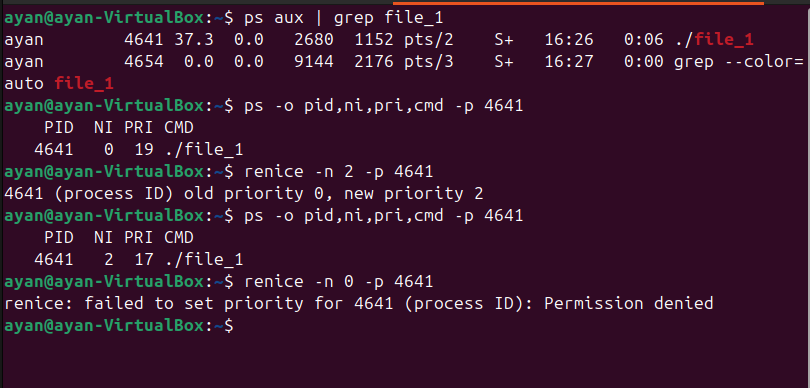 ayan@ayan-VirtualBox:~$ ps aux | grep file_1
ayan        4641 37.3  0.0   2680  1152 pts/2    S+   16:26   0:06 ./file_1
ayan        4654  0.0  0.0   9144  2176 pts/3    S+   16:27   0:00 grep --color=
auto file_1
ayan@ayan-VirtualBox:~$ ps -o pid,ni,pri,cmd -p 4641
    PID  NI PRI CMD
   4641   0  19 ./file_1
ayan@ayan-VirtualBox:~$ renice -n 2 -p 4641
4641 (process ID) old priority 0, new priority 2
ayan@ayan-VirtualBox:~$ ps -o pid,ni,pri,cmd -p 4641
    PID  NI PRI CMD
   4641   2  17 ./file_1
ayan@ayan-VirtualBox:~$ renice -n 0 -p 4641
renice: failed to set priority for 4641 (process ID): Permission denied
ayan@ayan-VirtualBox:~$